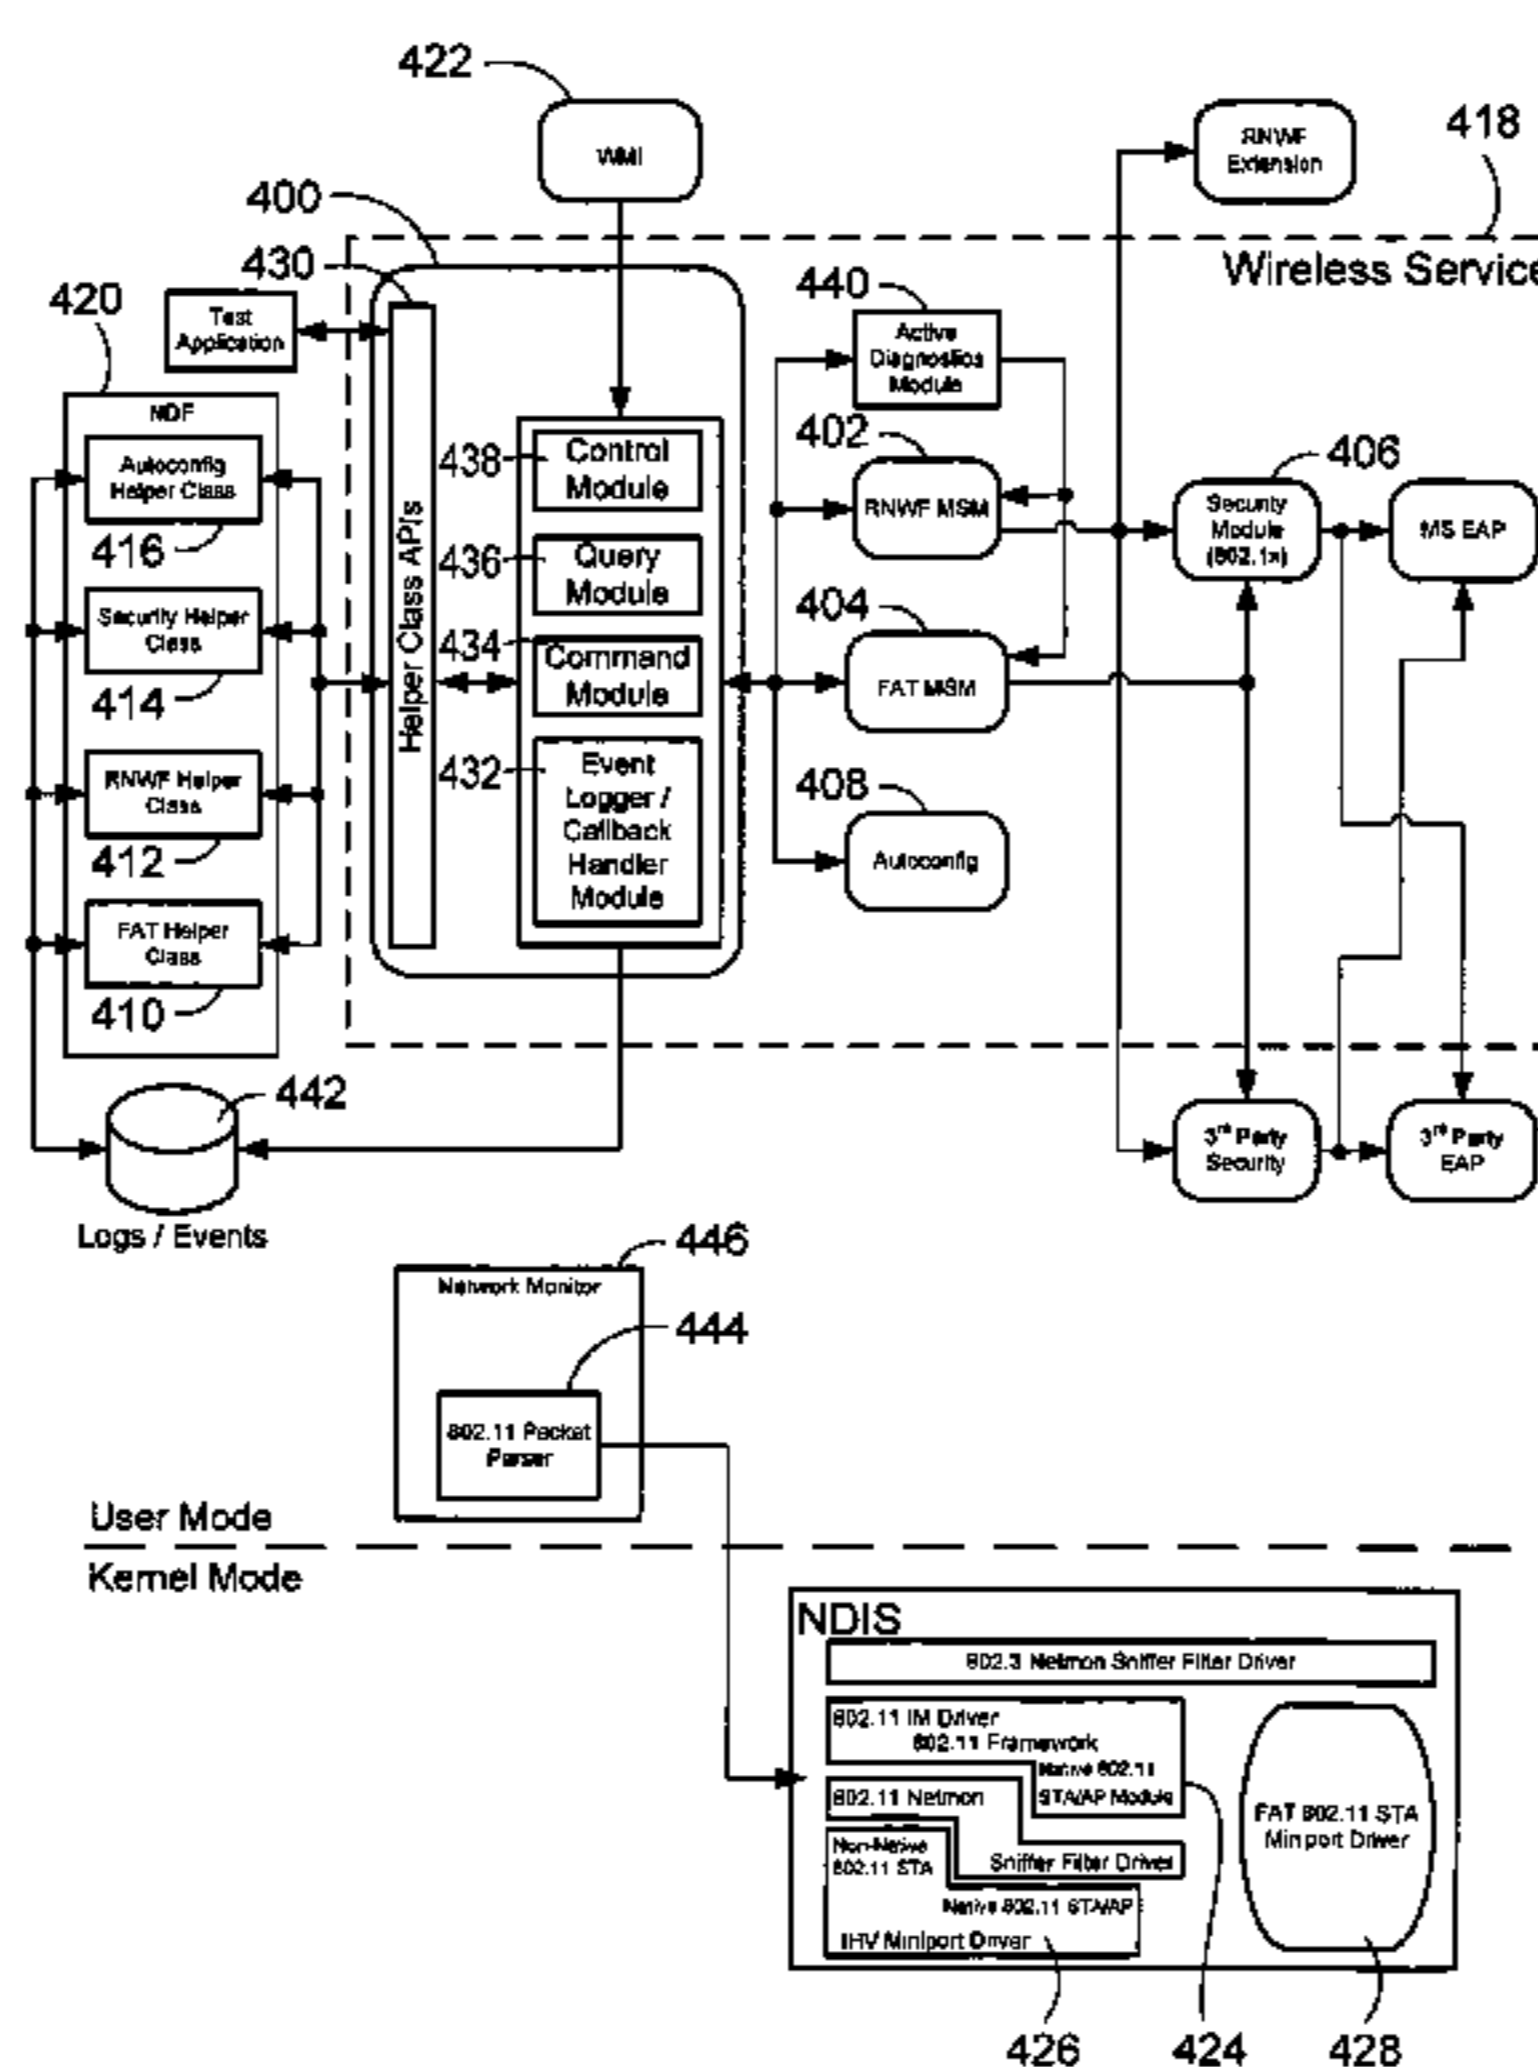 422
WMI
RNWF
Extension
418
400
Wireless Service
430
420
Test
Application
440
Active
Diagnostics
Module
NDF
Autoconfig
Helper Class
416
Security Helper
Class
414
RNWF Helper
Class
412
FAT Helper
Class
410
Helper Class APIs
438
Control
Module
436
Query
Module
434
Command
Module
432
Event
Logger /
Callback
Handler
Module
402
RNWF MSM
404
FAT MSM
408
Autoconfig
406
Security
Module
(802.1x)
MS EAP
3rd Party
Security
3rd Party
EAP
442
Logs / Events
446
Network Monitor
444
802.11 Packet
Parser
User Mode
Kernel Mode
NDIS
802.3 Netmon Sniffer Filter Driver
802.11 IM Driver
802.11 Framework
Native 802.11
STA/AP Module
802.11 Netmon
Sniffer Filter Driver
Non-Native
802.11 STA
Native 802.11 STA/AP
IHV Miniport Driver
FAT 802.11 STA
Miniport Driver
426
424
428